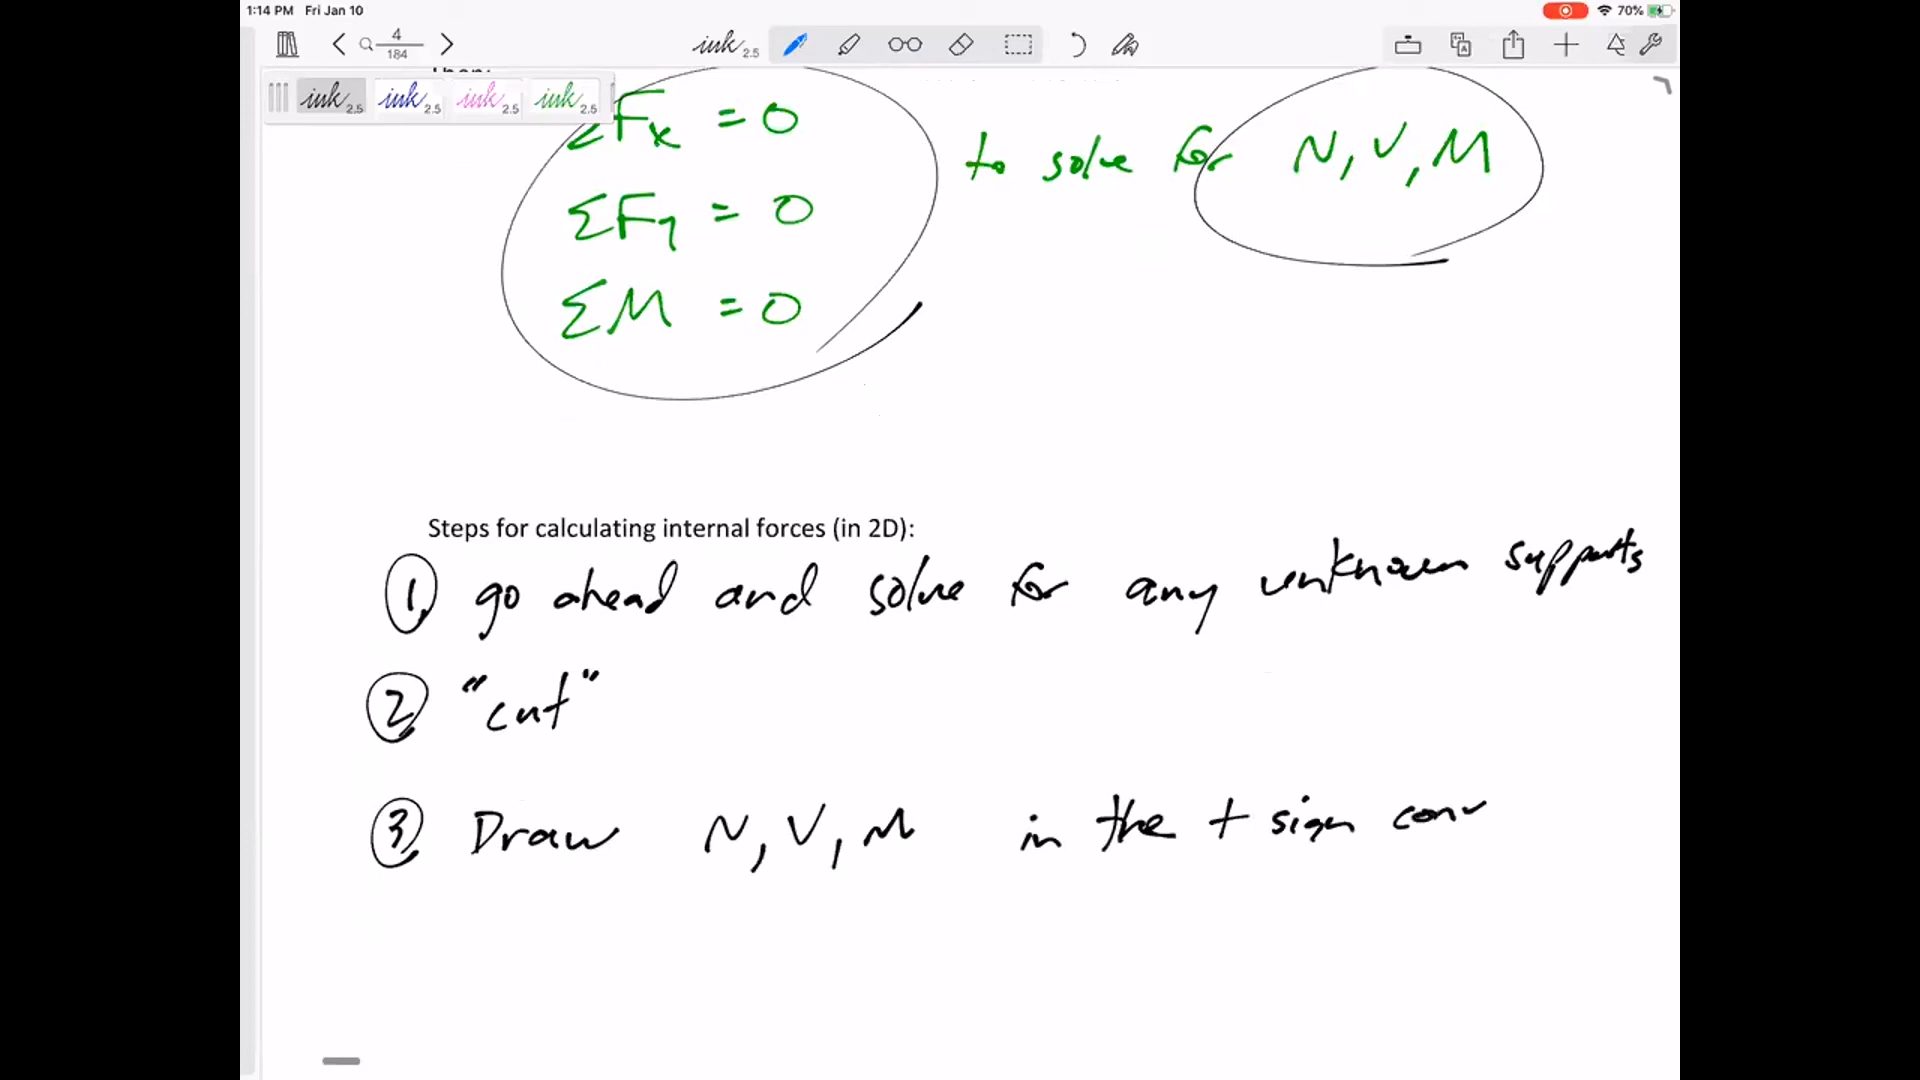 1:14 PM Fri Jan 10
70%
4
184
ink 2.5
ink 2.5 ink 2.5 ink 2.5 ink 2.5
ΣFx = 0
to solve for N, V, M
ΣFy = 0
ΣM = 0
Steps for calculating internal forces (in 2D):
1. go ahead and solve for any unknown supports
2. "cut"
3. Draw N, V, M in the + sign conv